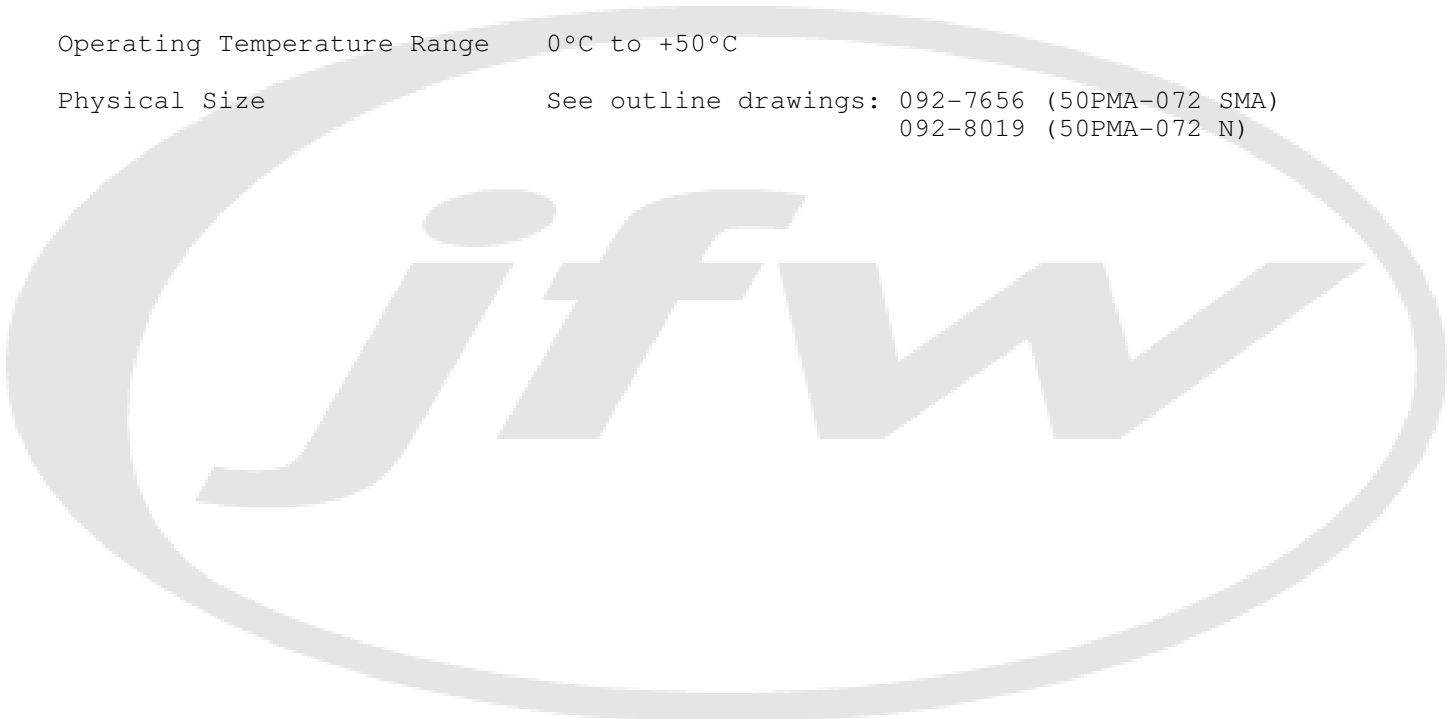 Operating Temperature Range 0°C to +50°C
Physical Size See outline drawings: 092-7656 (50PMA-072 SMA)
092-8019 (50PMA-072 N)
jfw